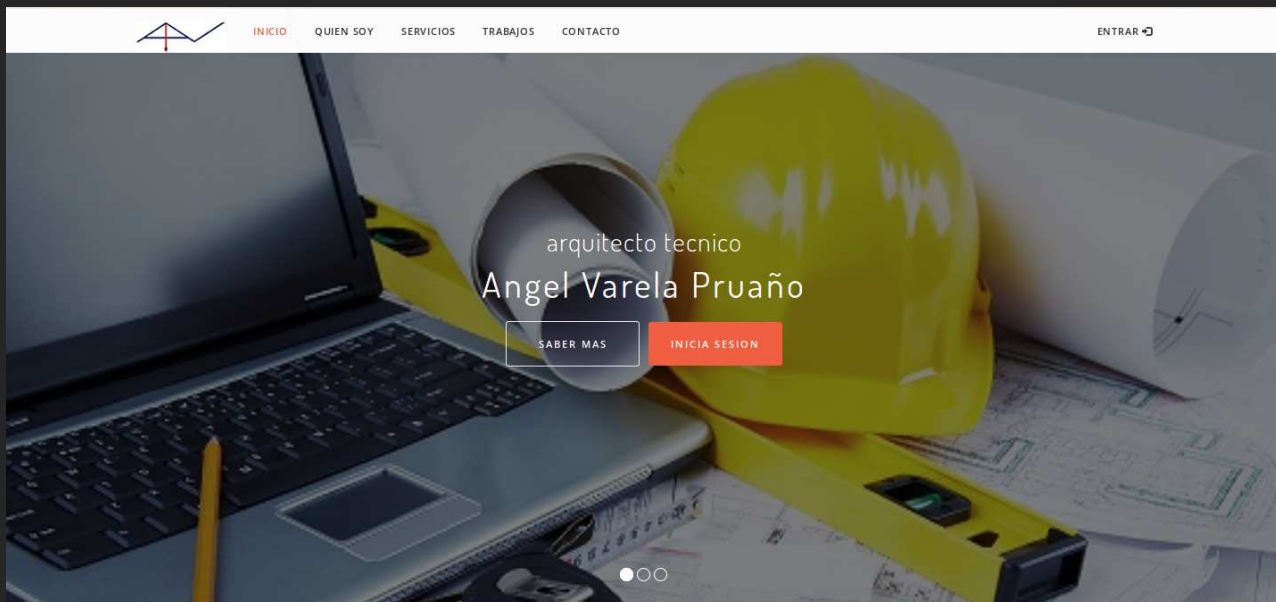 INICIO
QUIEN SOY
SERVICIOS
TRABAJOS
CONTACTO
ENTRAR
arquitecto tecnico
Angel Varela Pruaño
SABER MAS
INICIA SESION